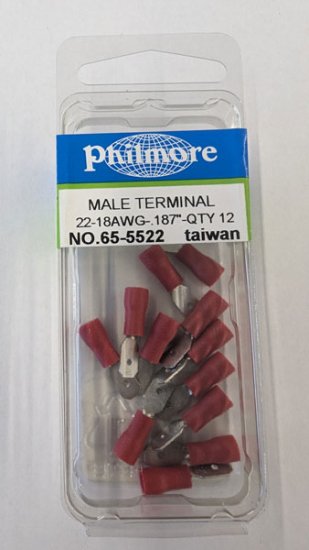 Philmore
MALE TERMINAL
22-18AWG-.187"-QTY 12
NO.65-5522 taiwan